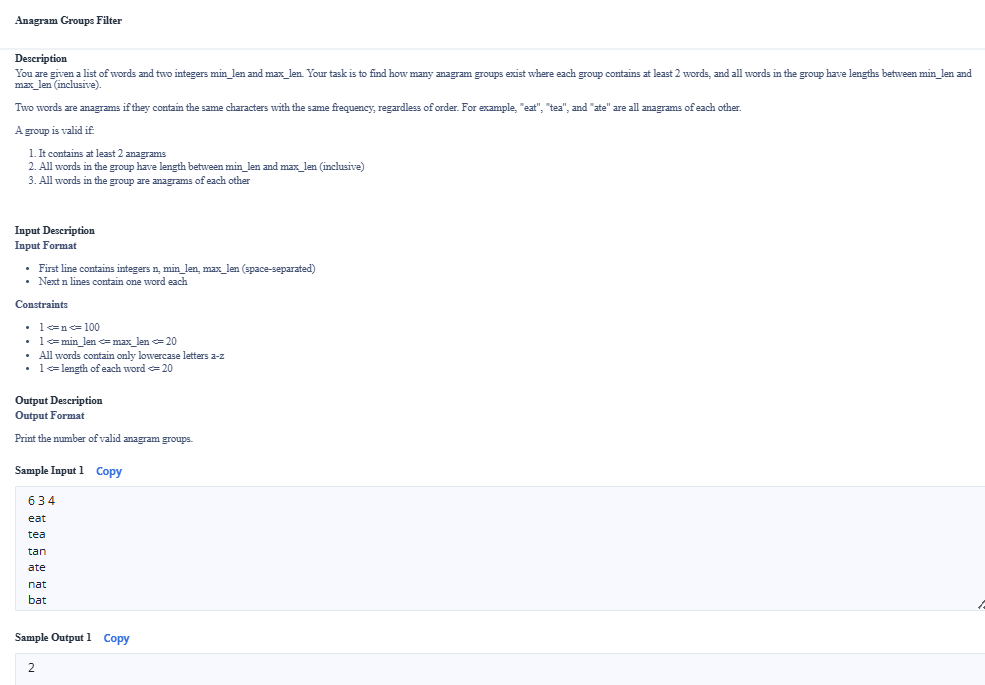 Anagram Groups Filter
Description
You are given a list of words and two integers min_len and max_len. Your task is to find how many anagram groups exist where each group contains at least 2 words, and all words in the group have lengths between min_len and
max_len (inclusive).
Two words are anagrams if they contain the same characters with the same frequency, regardless of order. For example, "eat", "tea", and "ate" are all anagrams of each other.
A group is valid if:
1. It contains at least 2 anagrams
2. All words in the group have length between min_len and max_len (inclusive)
3. All words in the group are anagrams of each other
Input Description
Input Format
• First line contains integers n, min_len, max_len (space-separated)
• Next n lines contain one word each
Constraints
• 1 <= n <= 100
• 1 <= min_len <= max_len <= 20
• All words contain only lowercase letters a-z
• 1 <= length of each word <= 20
Output Description
Output Format
Print the number of valid anagram groups.
Sample Input 1 Copy
6 3 4
eat
tea
tan
ate
nat
bat
Sample Output 1 Copy
2